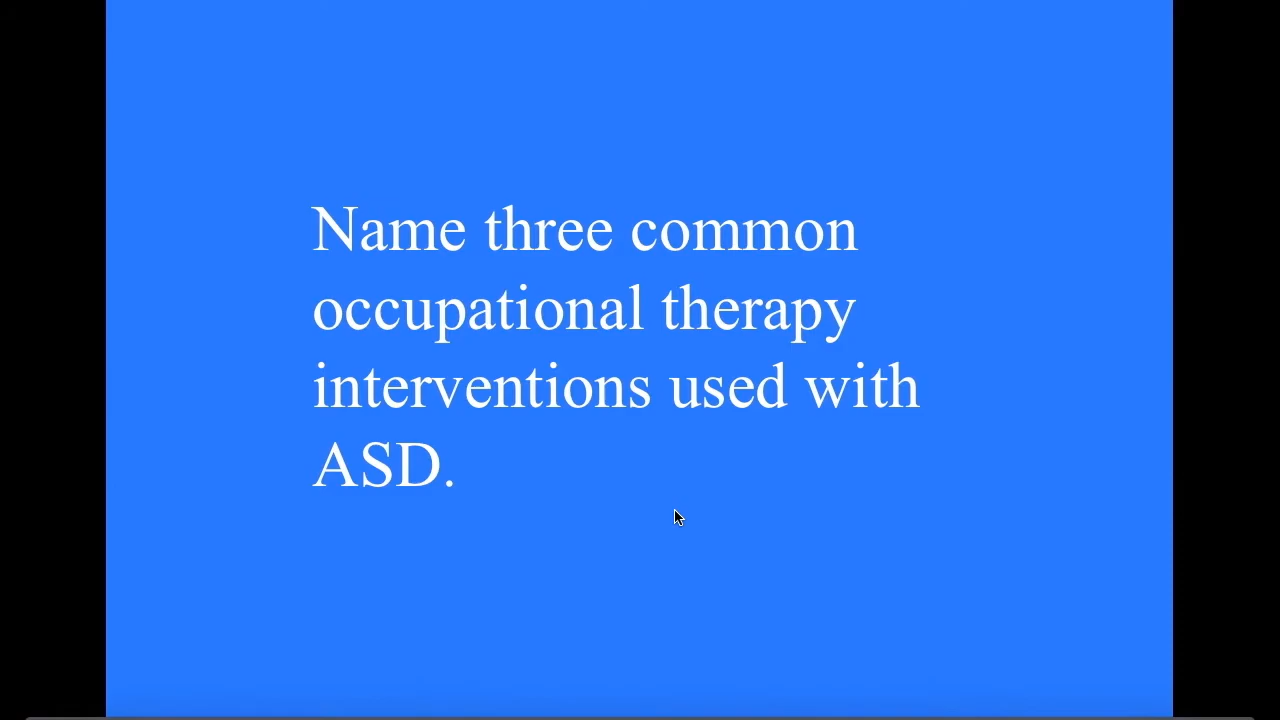 Name three common
occupational therapy
interventions used with
ASD.